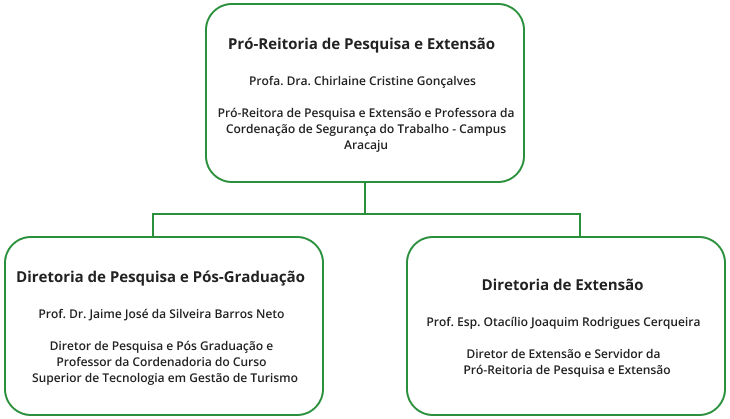 Pró-Reitoria de Pesquisa e Extensão
Profa. Dra. Chirlaine Cristine Gonçalves
Pró-Reitora de Pesquisa e Extensão e Professora da
Cordenação de Segurança do Trabalho - Campus
Aracaju
Diretoria de Pesquisa e Pós-Graduação
Prof. Dr. Jaime José da Silveira Barros Neto
Diretor de Pesquisa e Pós Graduação e
Professor da Cordenadoria do Curso
Superior de Tecnologia em Gestão de Turismo
Diretoria de Extensão
Prof. Esp. Otacílio Joaquim Rodrigues Cerqueira
Diretor de Extensão e Servidor da
Pró-Reitoria de Pesquisa e Extensão